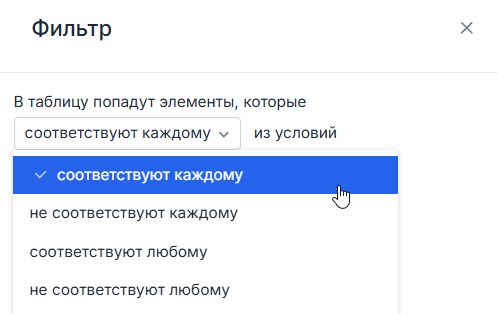 Фильтр
В таблицу попадут элементы, которые
соответствуют каждому из условий
соответствуют каждому
не соответствуют каждому
соответствуют любому
не соответствуют любому